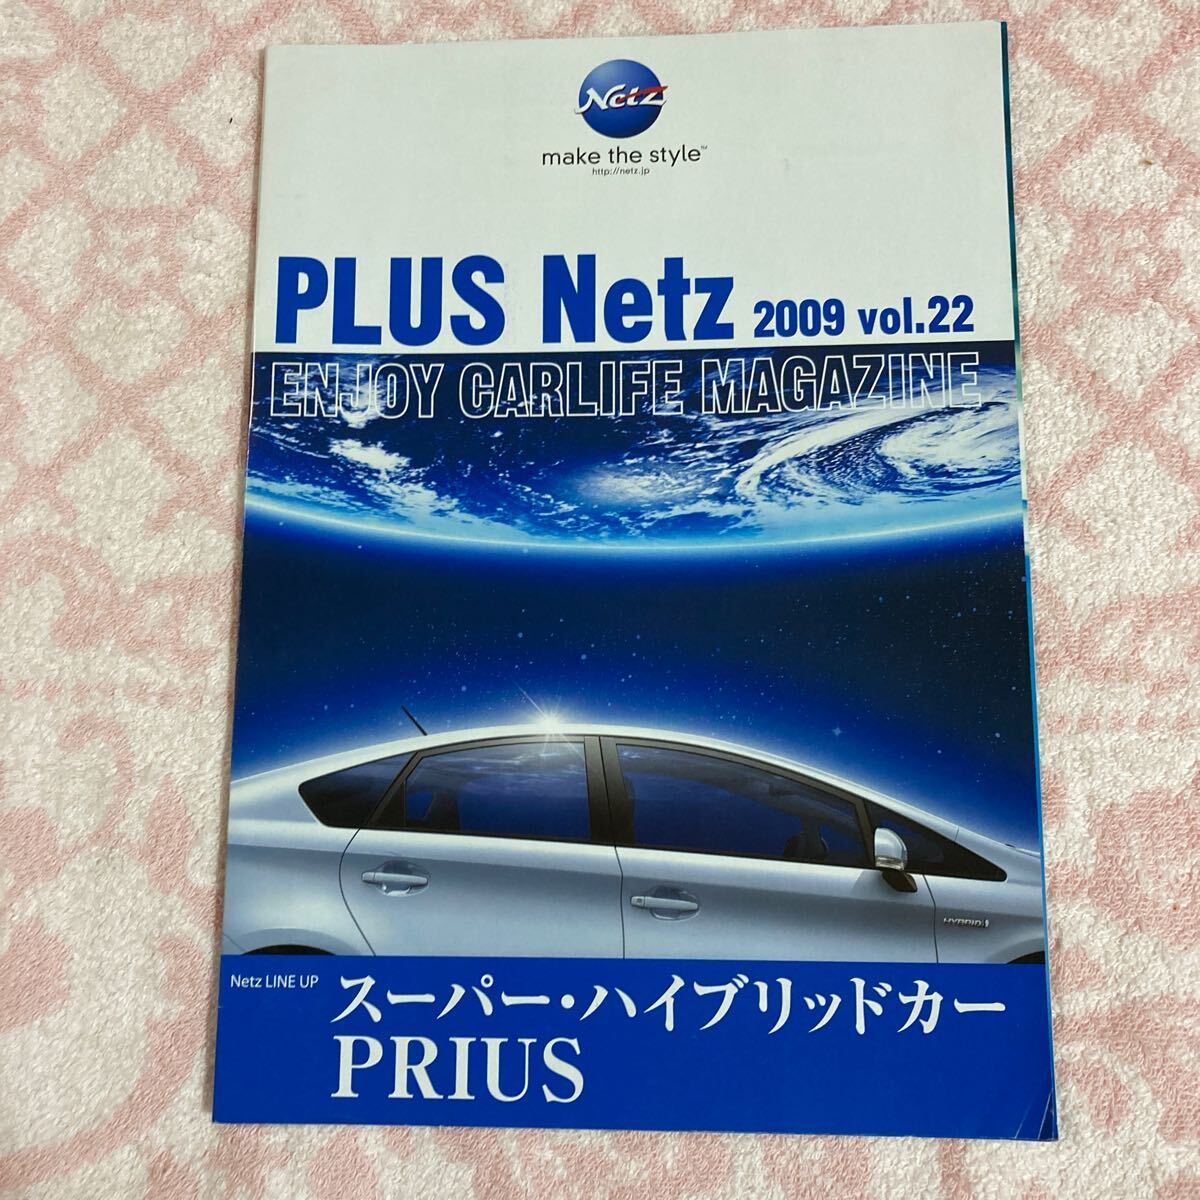 Netz
make the style™
http://netz.jp
PLUS Netz 2009 vol.22
ENJOY CARLIFE MAGAZINE
HYBRID
Netz LINE UP
スーパー・ハイブリッドカー
PRIUS